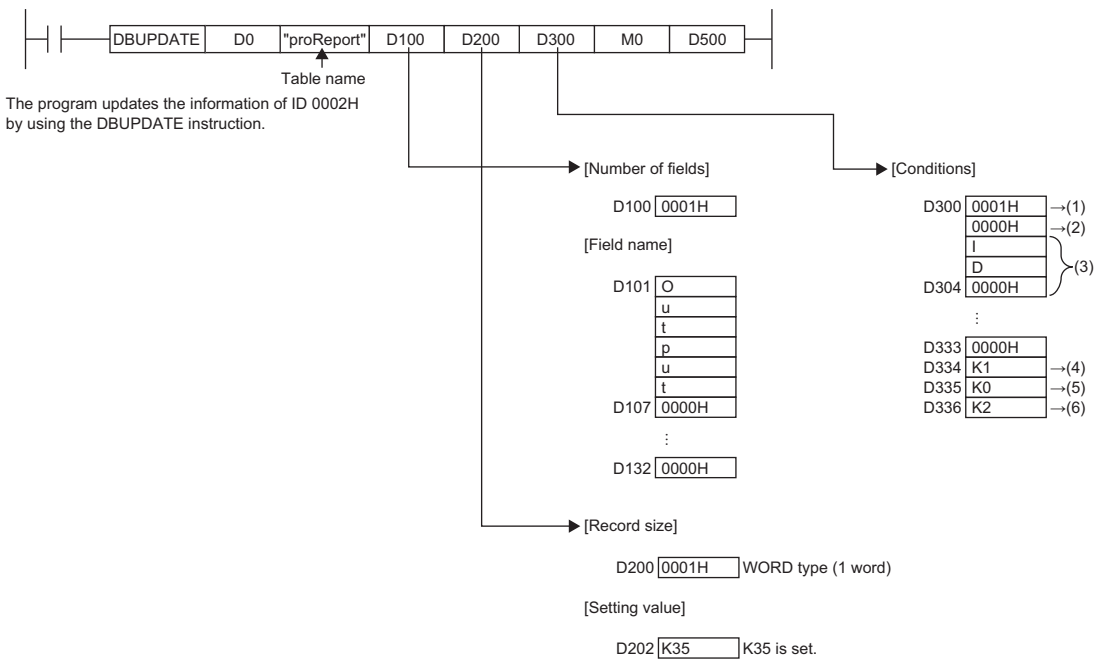 DBUPDATE D0 "proReport" D100 D200 D300 M0 D500
Table name
The program updates the information of ID 0002H
by using the DBUPDATE instruction.
[Number of fields]
D100 0001H
[Field name]
D101 O
u
t
p
u
t
D107 0000H
⋮
D132 0000H
[Record size]
D200 0001H WORD type (1 word)
[Setting value]
D202 K35 K35 is set.
[Conditions]
D300 0001H →(1)
0000H →(2)
I
D
(3)
D304 0000H
⋮
D333 0000H
D334 K1 →(4)
D335 K0 →(5)
D336 K2 →(6)